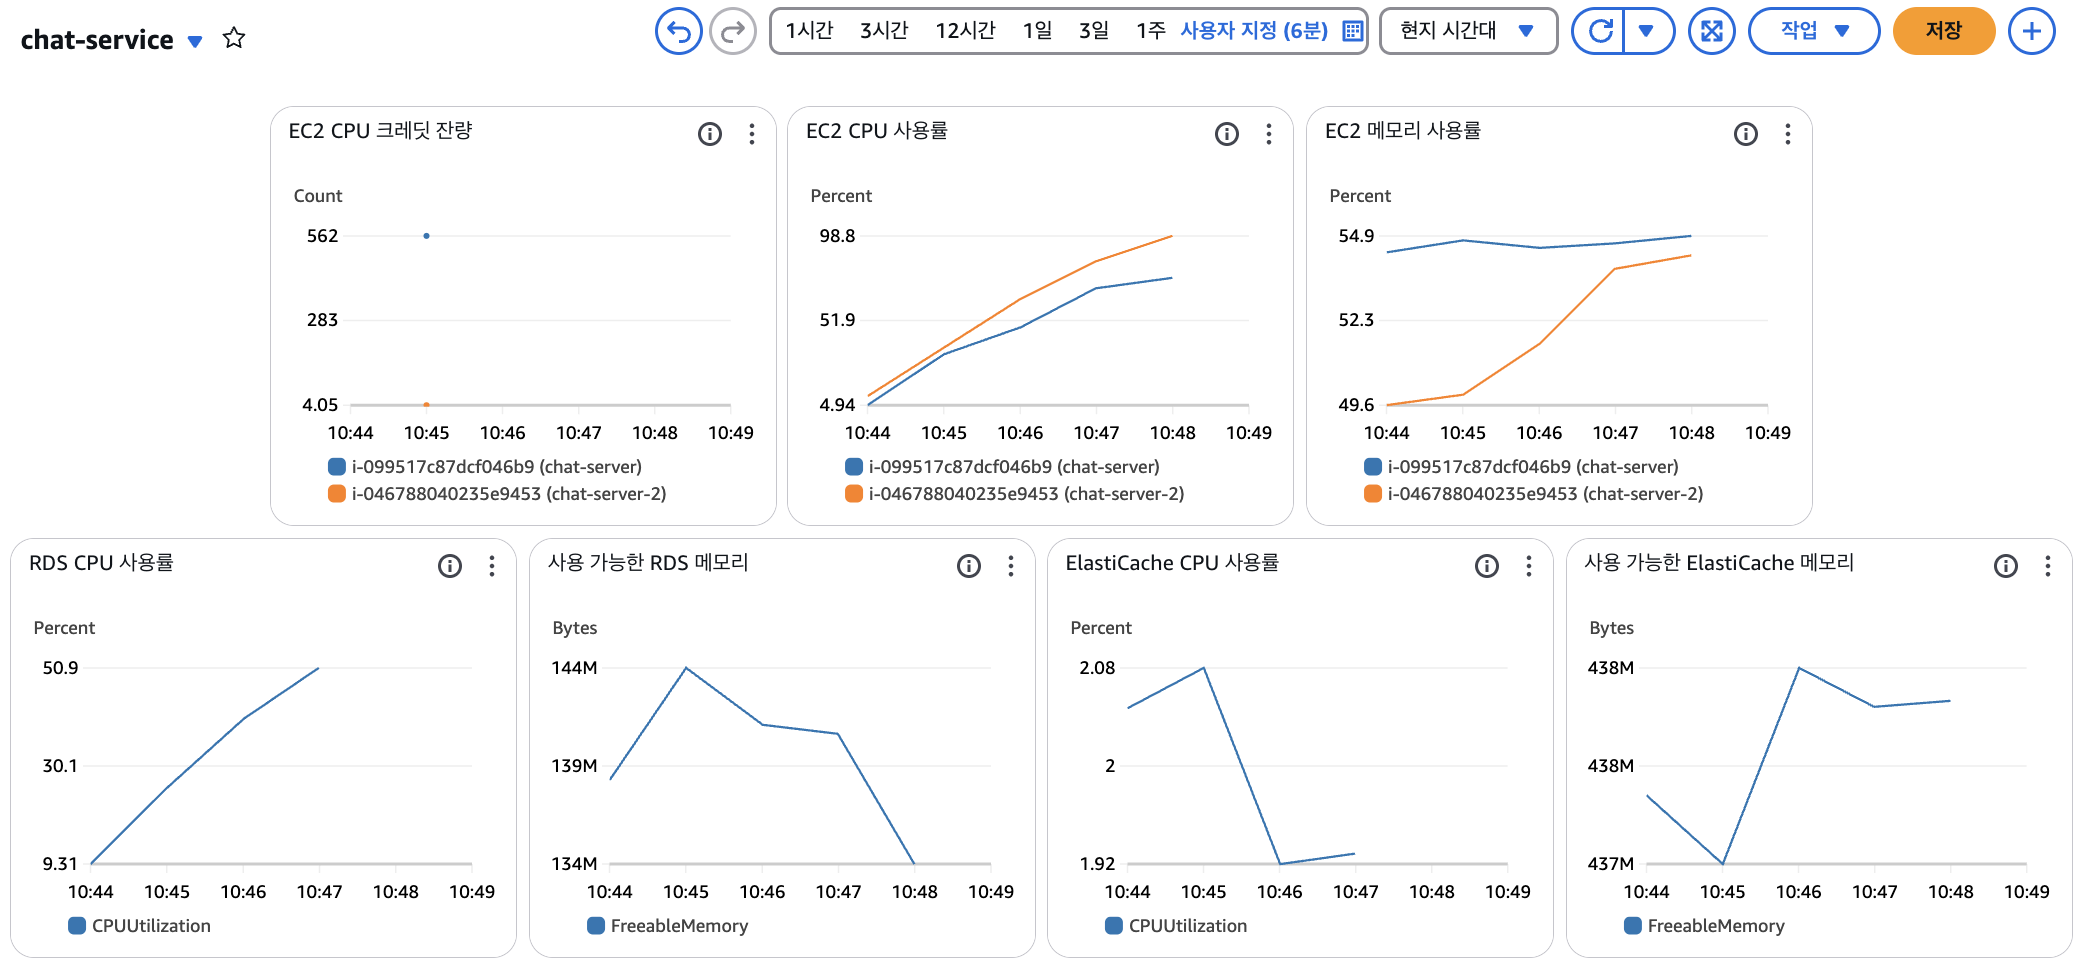 chat-service
1시간 3시간 12시간 1일 3일 1주 사용자 지정 (6분)
현지 시간대
작업
저장
EC2 CPU 크레딧 잔량
Count
562
283
4.05
10:44 10:45 10:46 10:47 10:48 10:49
i-099517c87dcf046b9 (chat-server)
i-046788040235e9453 (chat-server-2)
EC2 CPU 사용률
Percent
98.8
51.9
4.94
10:44 10:45 10:46 10:47 10:48 10:49
i-099517c87dcf046b9 (chat-server)
i-046788040235e9453 (chat-server-2)
EC2 메모리 사용률
Percent
54.9
52.3
49.6
10:44 10:45 10:46 10:47 10:48 10:49
i-099517c87dcf046b9 (chat-server)
i-046788040235e9453 (chat-server-2)
RDS CPU 사용률
Percent
50.9
30.1
9.31
10:44 10:45 10:46 10:47 10:48 10:49
CPUUtilization
사용 가능한 RDS 메모리
Bytes
144M
139M
134M
10:44 10:45 10:46 10:47 10:48 10:49
FreeableMemory
ElastiCache CPU 사용률
Percent
2.08
2
1.92
10:44 10:45 10:46 10:47 10:48 10:49
CPUUtilization
사용 가능한 ElastiCache 메모리
Bytes
438M
438M
437M
10:44 10:45 10:46 10:47 10:48 10:49
FreeableMemory